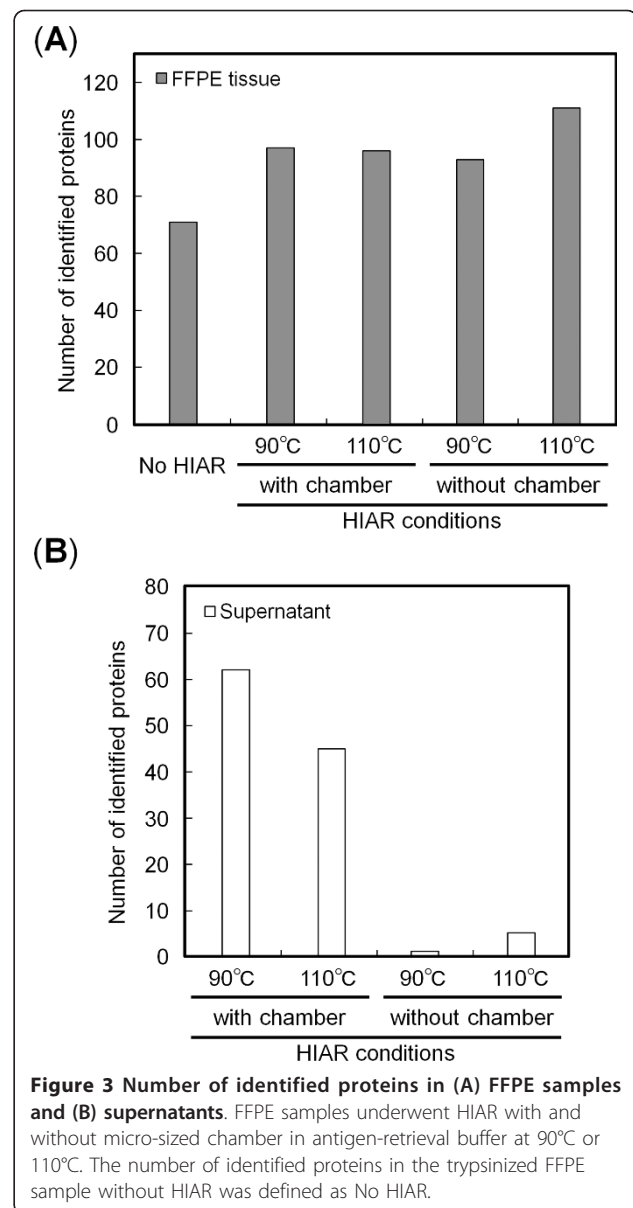 (A)
FFPE tissue
120
100
80
60
40
20
0
Number of identified proteins
No HIAR
90°C 110°C 90°C 110°C
with chamber without chamber
HIAR conditions
(B)
80
Supernatant
70
60
50
40
30
20
10
0
Number of identified proteins
90°C 110°C 90°C 110°C
with chamber without chamber
HIAR conditions
Figure 3 Number of identified proteins in (A) FFPE samples
and (B) supernatants. FFPE samples underwent HIAR with and
without micro-sized chamber in antigen-retrieval buffer at 90°C or
110°C. The number of identified proteins in the trypsinized FFPE
sample without HIAR was defined as No HIAR.